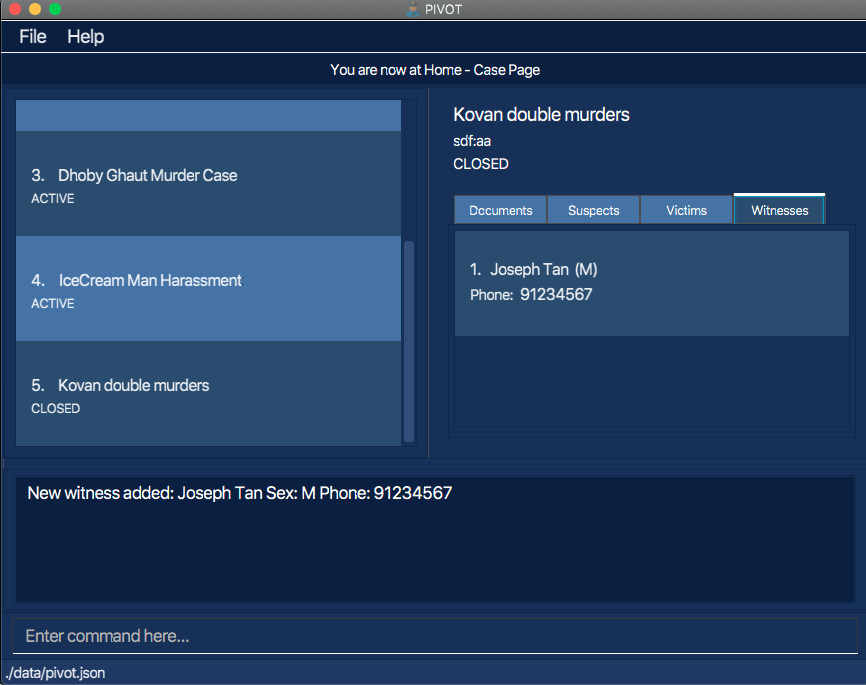 PIVOT
File Help
You are now at Home - Case Page
3. Dhoby Ghaut Murder Case
ACTIVE
4. IceCream Man Harassment
ACTIVE
5. Kovan double murders
CLOSED
Kovan double murders
sdf:aa
CLOSED
Documents Suspects Victims Witnesses
1. Joseph Tan (M)
Phone: 91234567
New witness added: Joseph Tan Sex: M Phone: 91234567
Enter command here...
./data/pivot.json